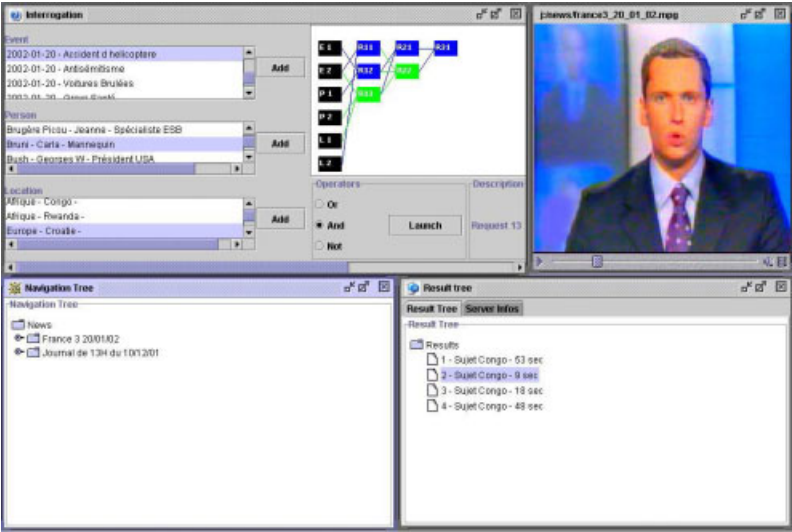 Interrogation
Event
2002-01-20 - Accident d helicoptere
2002-01-20 - Antisémitisme
2002-01-20 - Voitures Brulées
2002-01-20 -
Add
Person
Brugère Picou - Jeanne - Spécialiste ESB
Bruni - Carla - Mannequin
Bush - Georges W - Président USA
Add
Location
Afrique - Congo -
Afrique - Rwanda -
Europe - Croatie -
Add
E 1
E 2
P 1
P 2
L 1
L 2
R11
R21
R31
R12
R22
Operators
Or
And
Not
Launch
Description
Request 13
j:/news/france3_20_01_02.mpg
Navigation Tree
Navigation Tree
News
France 3 20/01/02
Journal de 13H du 10/12/01
Result tree
Result Tree
Server Infos
Result Tree
Results
1 - Sujet Congo - 53 sec
2 - Sujet Congo - 9 sec
3 - Sujet Congo - 18 sec
4 - Sujet Congo - 48 sec